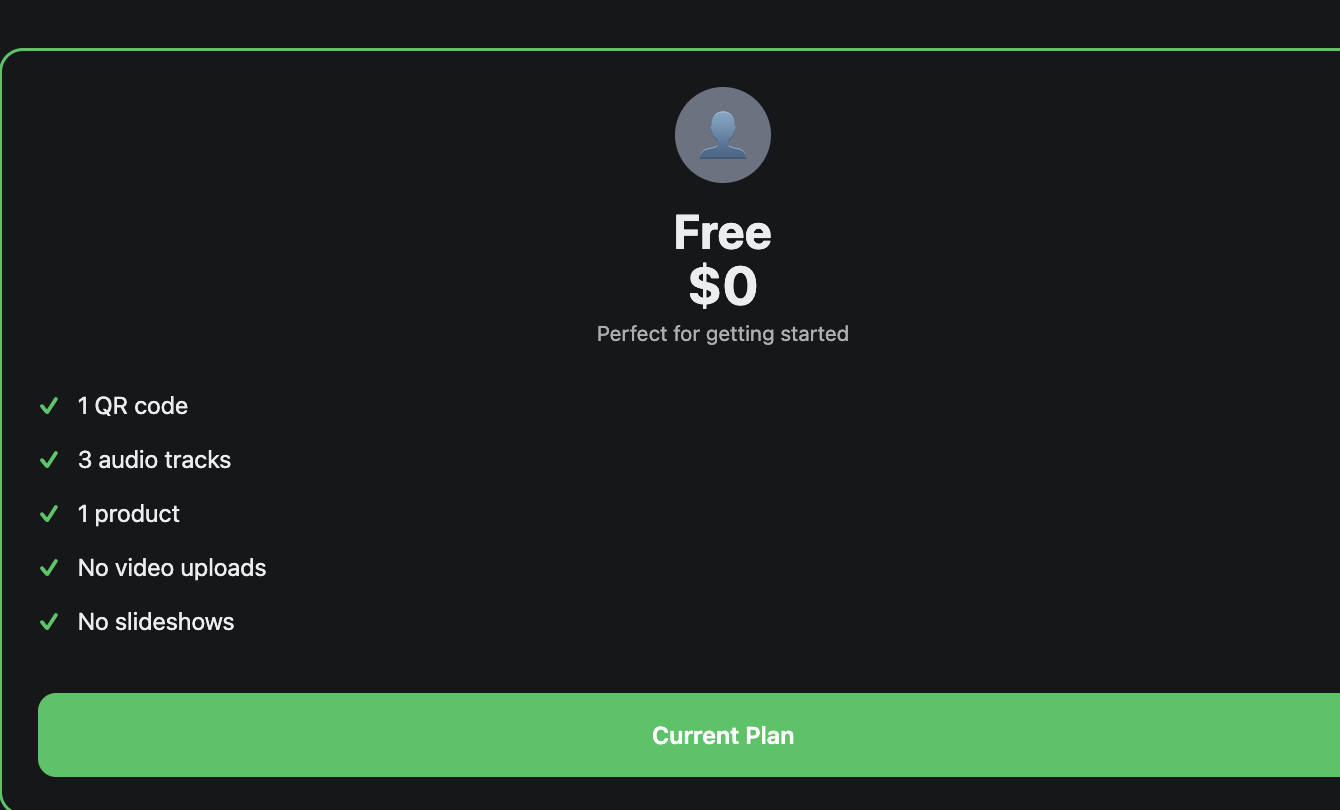 Free
$0
Perfect for getting started
1 QR code
3 audio tracks
1 product
No video uploads
No slideshows
Current Plan